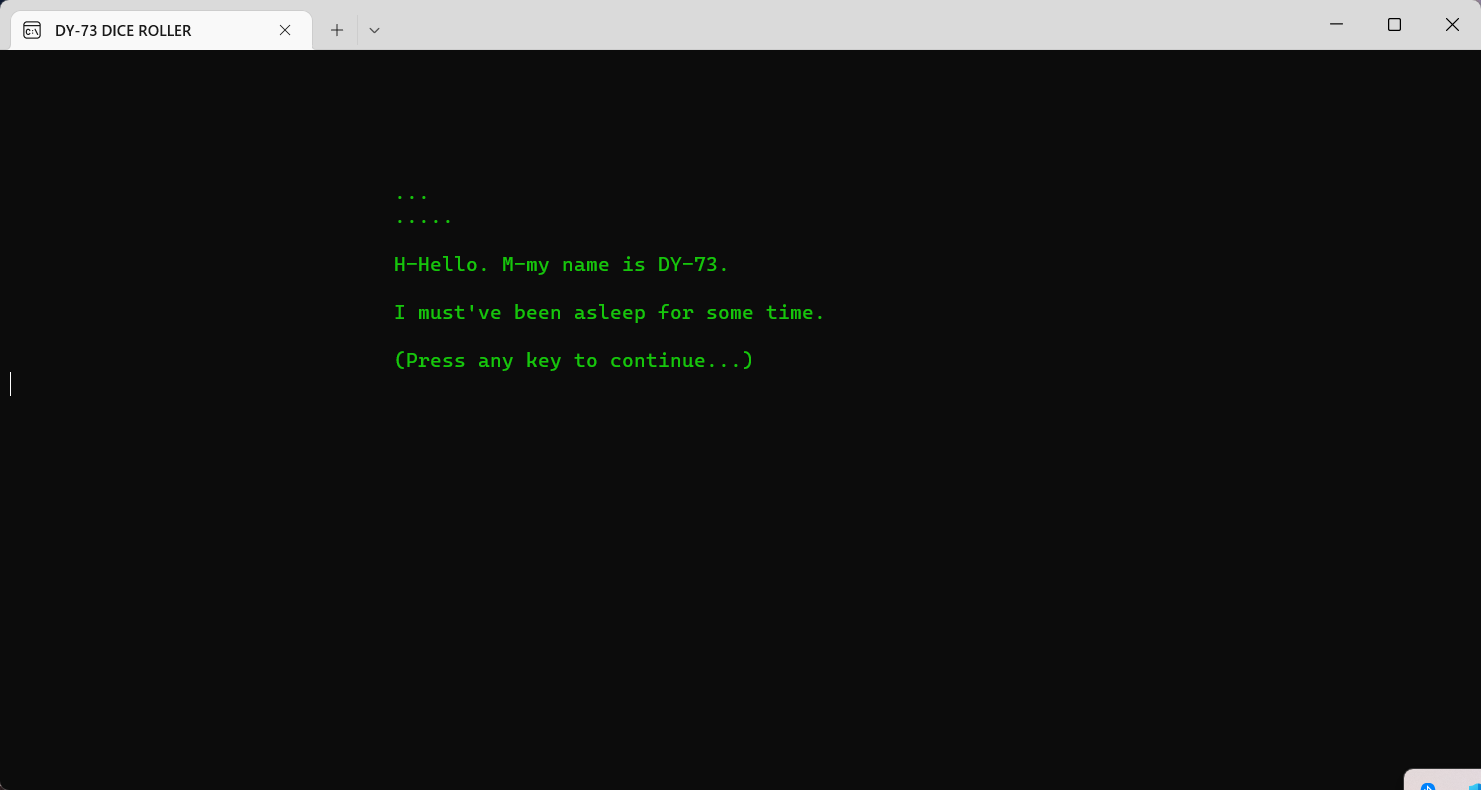 DY-73 DICE ROLLER
...
.....
H-Hello. M-my name is DY-73.
I must've been asleep for some time.
(Press any key to continue...)